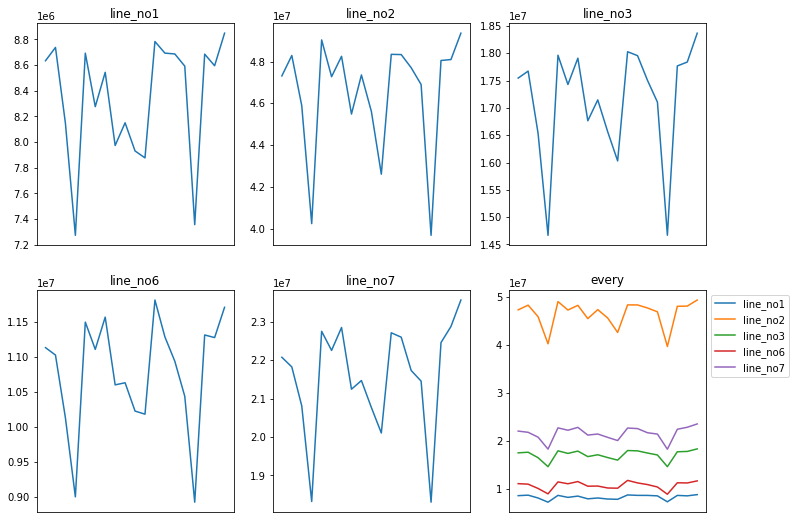 line_no1
1e6
8.8
8.6
8.4
8.2
8.0
7.8
7.6
7.4
7.2
line_no2
1e7
4.8
4.6
4.4
4.2
4.0
line_no3
1e7
1.85
1.80
1.75
1.70
1.65
1.60
1.55
1.50
1.45
line_no6
1e7
1.15
1.10
1.05
1.00
0.95
0.90
line_no7
1e7
2.3
2.2
2.1
2.0
1.9
every
1e7
5
4
3
2
1
line_no1
line_no2
line_no3
line_no6
line_no7